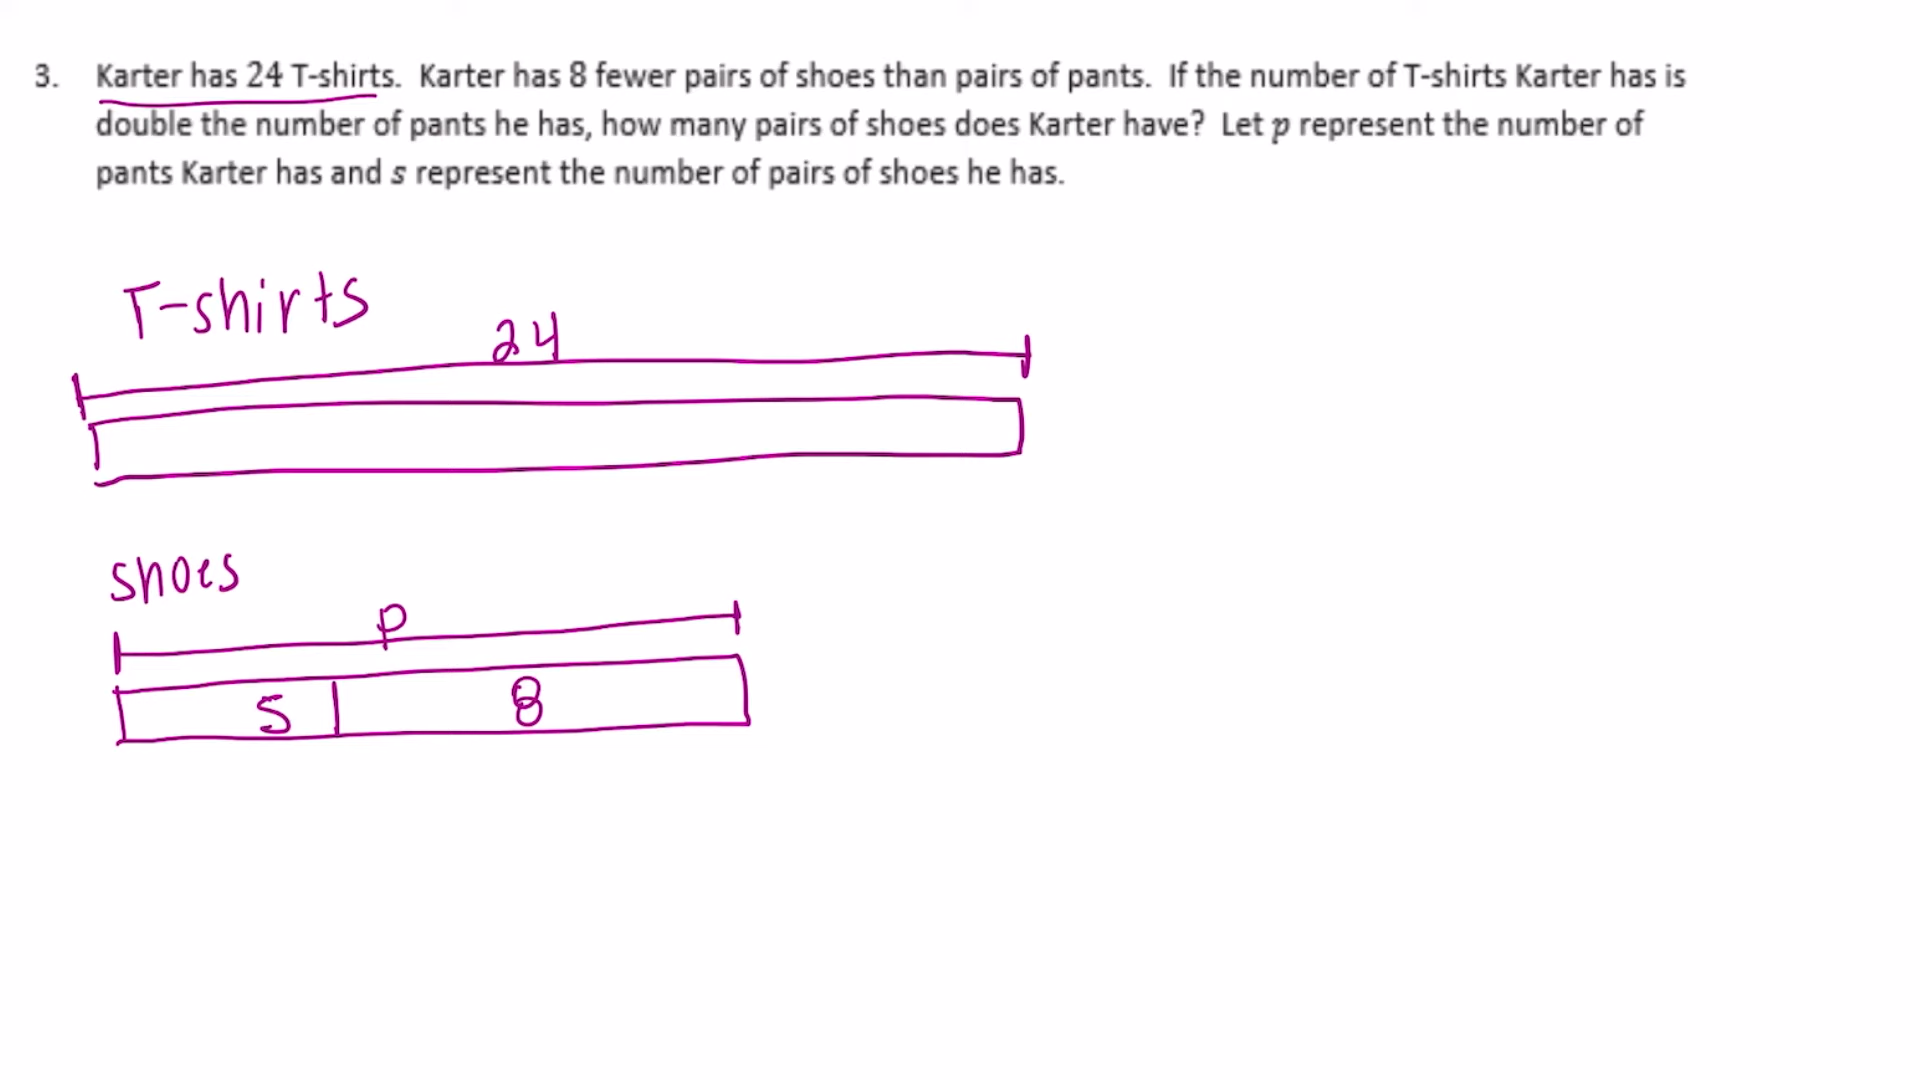 3. Karter has 24 T-shirts. Karter has 8 fewer pairs of shoes than pairs of pants. If the number of T-shirts Karter has is
double the number of pants he has, how many pairs of shoes does Karter have? Let p represent the number of
pants Karter has and s represent the number of pairs of shoes he has.
T-shirts
24
shoes
p
s 8